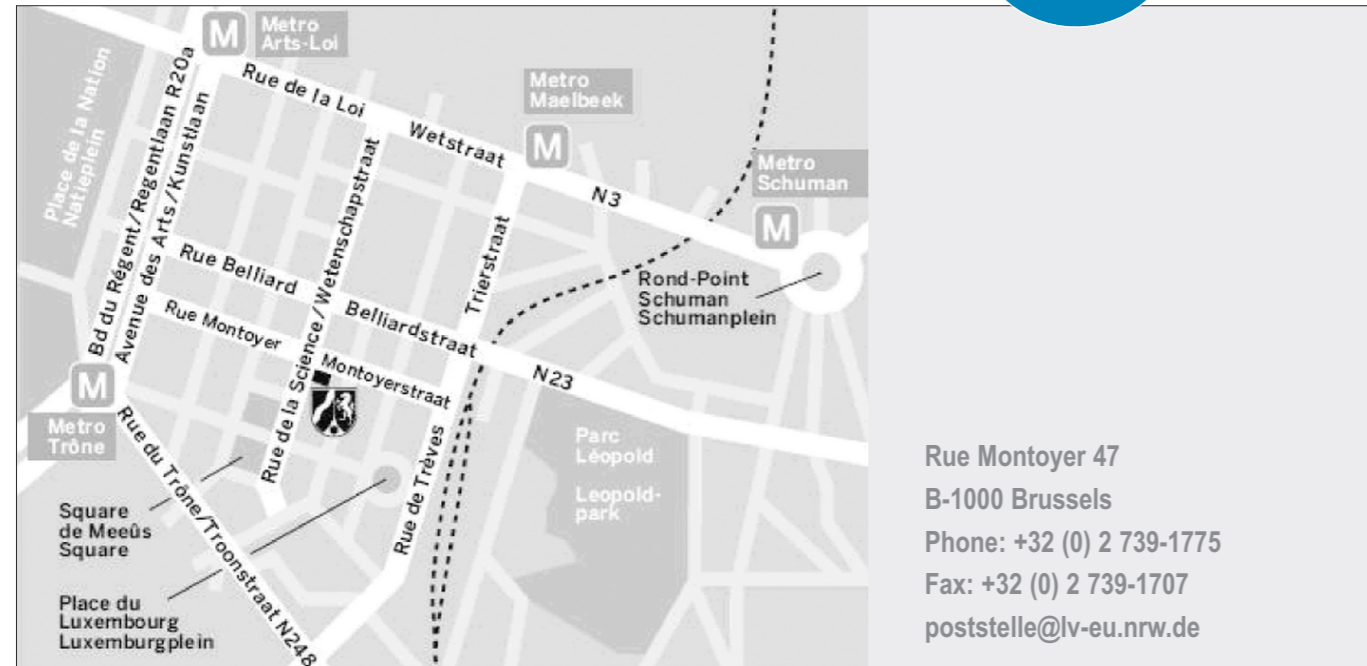 Metro
Arts-Loi
M
Metro
Maelbeek
M
Metro
Schuman
M
Place de la Nation
Natieplein
Bd du Régent/Regentlaan R20a
Avenue des Arts/Kunstlaan
Rue de la Loi
Wetstraat
N3
Rue de la Science/Wetenschapstraat
Trierstraat
Rue Belliard
Belliardstraat
N23
Rue Montoyer
Montoyerstraat
Rond-Point
Schuman
Schumanplein
M
Metro
Trône
Rue du Trône/Troonstraat N248
Rue de Trèves
Parc
Léopold
Leopold-
park
Square
de Meeûs
Square
Place du
Luxembourg
Luxemburgplein
Rue Montoyer 47
B-1000 Brussels
Phone: +32 (0) 2 739-1775
Fax: +32 (0) 2 739-1707
poststelle@lv-eu.nrw.de